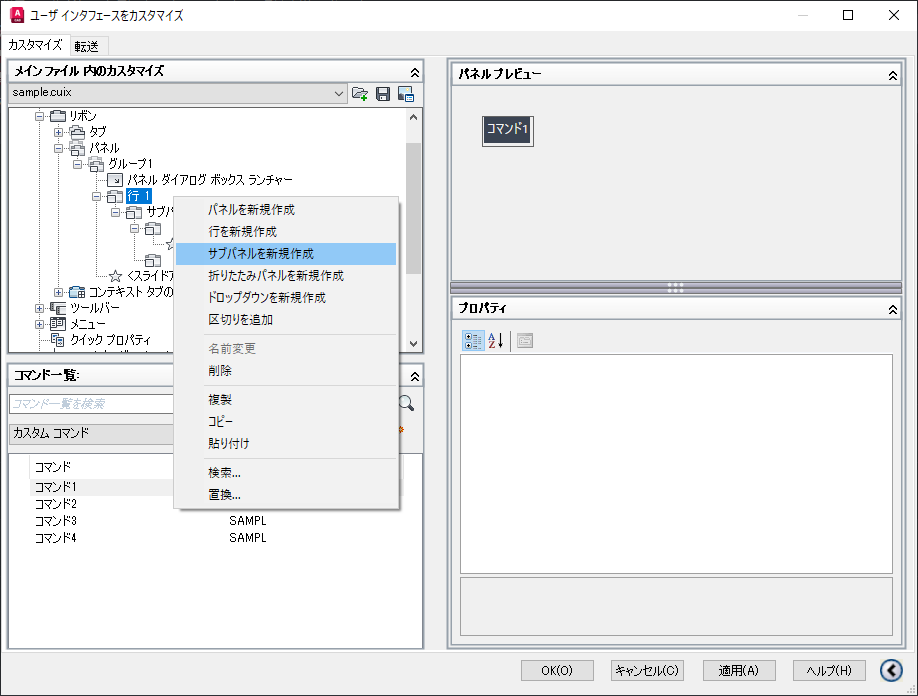 ユーザ インタフェースをカスタマイズ
カスタマイズ
転送
メイン ファイル 内のカスタマイズ
sample.cuix
リボン
タブ
パネル
グループ1
パネル ダイアログ ボックス ランチャー
行 1
サブパ
<スライドア
コンテキスト タブの
ツールバー
メニュー
クイック プロパティ
パネルを新規作成
行を新規作成
サブパネルを新規作成
折りたたみパネルを新規作成
ドロップダウンを新規作成
区切りを追加
名前変更
削除
複製
コピー
貼り付け
検索...
置換...
コマンド一覧:
コマンド一覧を検索
カスタム コマンド
コマンド
コマンド1
コマンド2
コマンド3 SAMPL
コマンド4 SAMPL
パネル プレビュー
コマンド1
プロパティ
OK(O)
キャンセル(C)
適用(A)
ヘルプ(H)